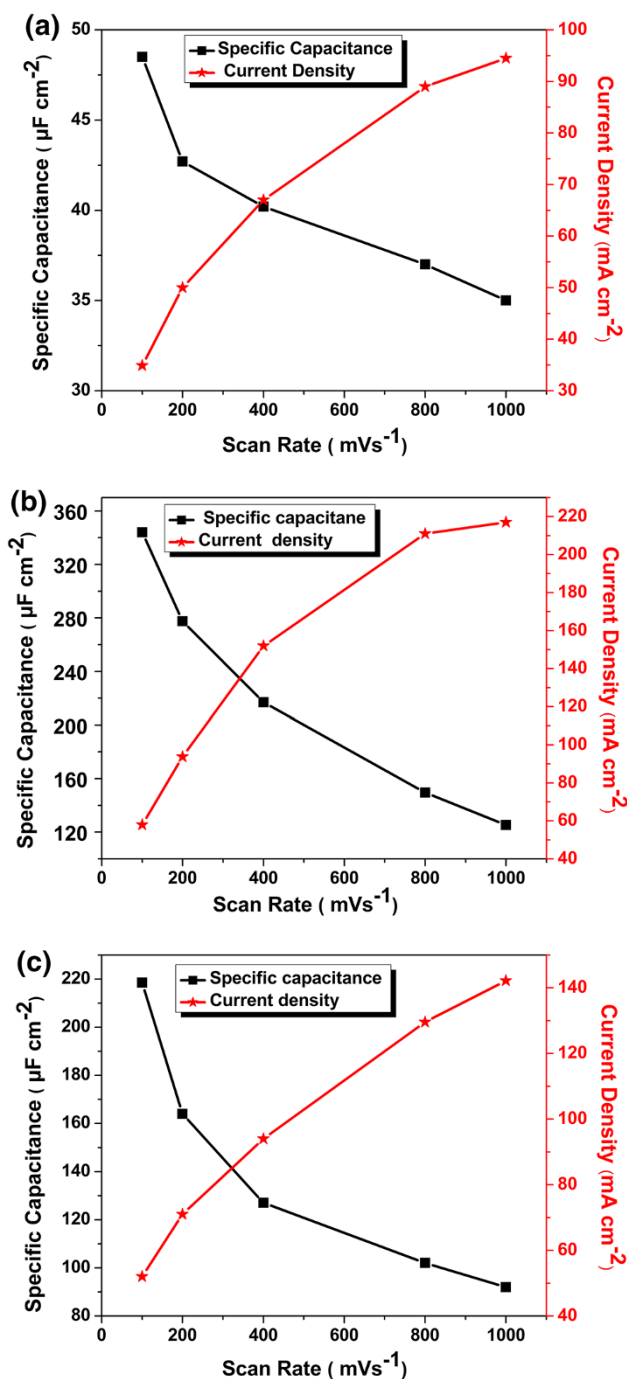 (a)
Specific Capacitance
Current Density
Specific Capacitance ( µF cm-2)
50
45
40
35
30
Current Density (mA cm-2)
100
90
80
70
60
50
40
30
0 200 400 600 800 1000
Scan Rate ( mVs-1)
(b)
Specific capacitane
Current density
Specific Capacitance ( µF cm-2)
360
320
280
240
200
160
120
Current Density (mA cm-2)
220
200
180
160
140
120
100
80
60
40
0 200 400 600 800 1000
Scan Rate ( mVs-1)
(c)
Specific capacitance
Current density
Specific Capacitance ( µF cm-2)
220
200
180
160
140
120
100
80
Current Density (mA cm-2)
140
120
100
80
60
40
0 200 400 600 800 1000
Scan Rate ( mVs-1)